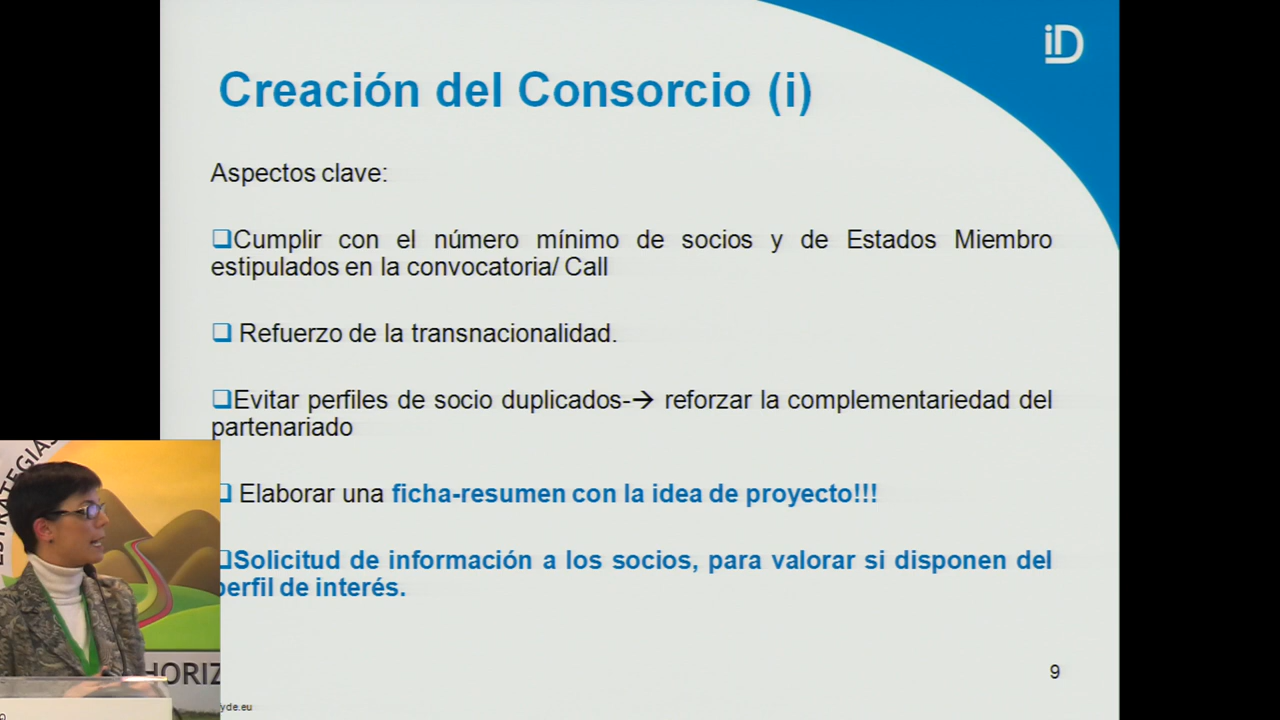 iD
Creación del Consorcio (i)
Aspectos clave:
❑Cumplir con el número mínimo de socios y de Estados Miembro
estipulados en la convocatoria/ Call
❑ Refuerzo de la transnacionalidad.
❑Evitar perfiles de socio duplicados-→ reforzar la complementariedad del
partenariado
❑ Elaborar una ficha-resumen con la idea de proyecto!!!
❑Solicitud de información a los socios, para valorar si disponen del
perfil de interés.
ESTRATEGIAS
HORIZ
9
yde.eu